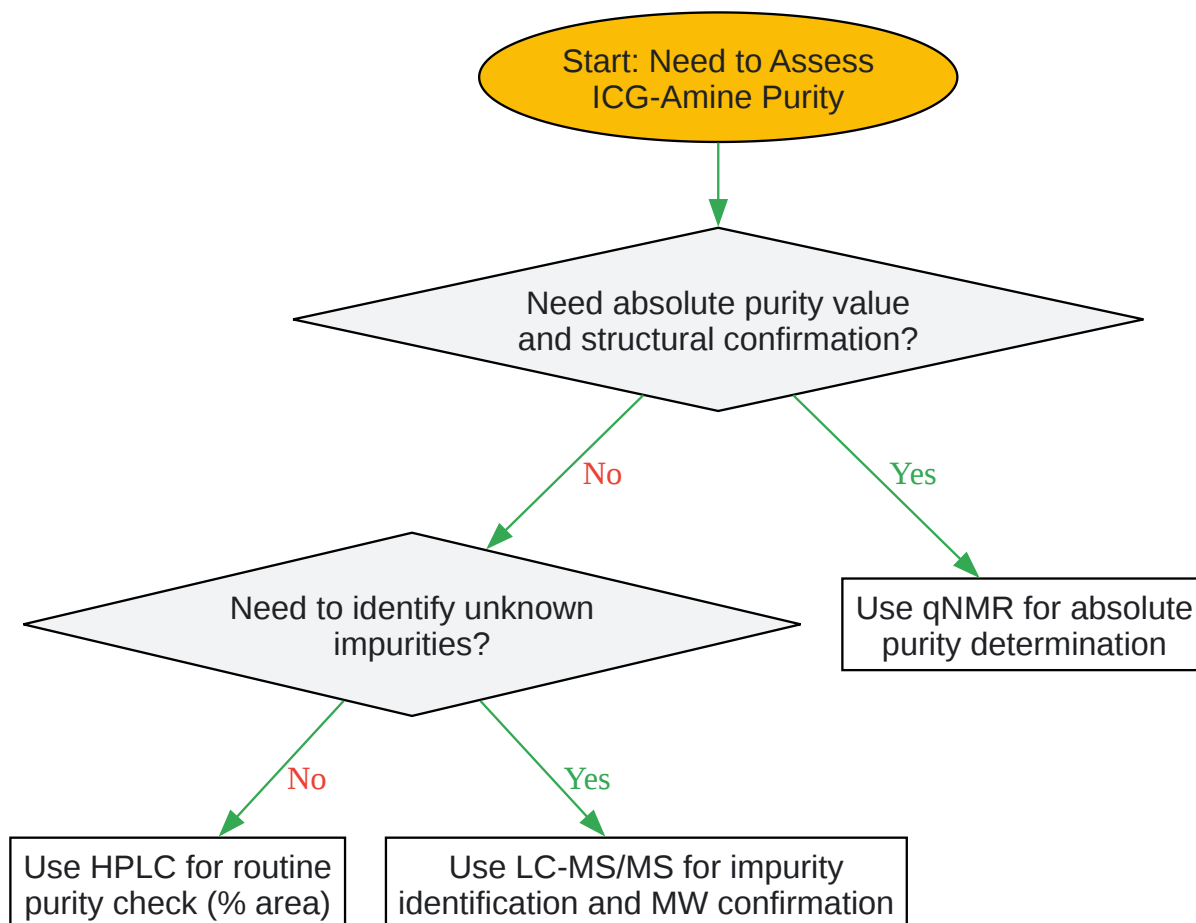 Start: Need to Assess
ICG-Amine Purity
Need absolute purity value
and structural confirmation?
No
Yes
Need to identify unknown
impurities?
Use qNMR for absolute
purity determination
No
Yes
Use HPLC for routine
purity check (% area)
Use LC-MS/MS for impurity
identification and MW confirmation